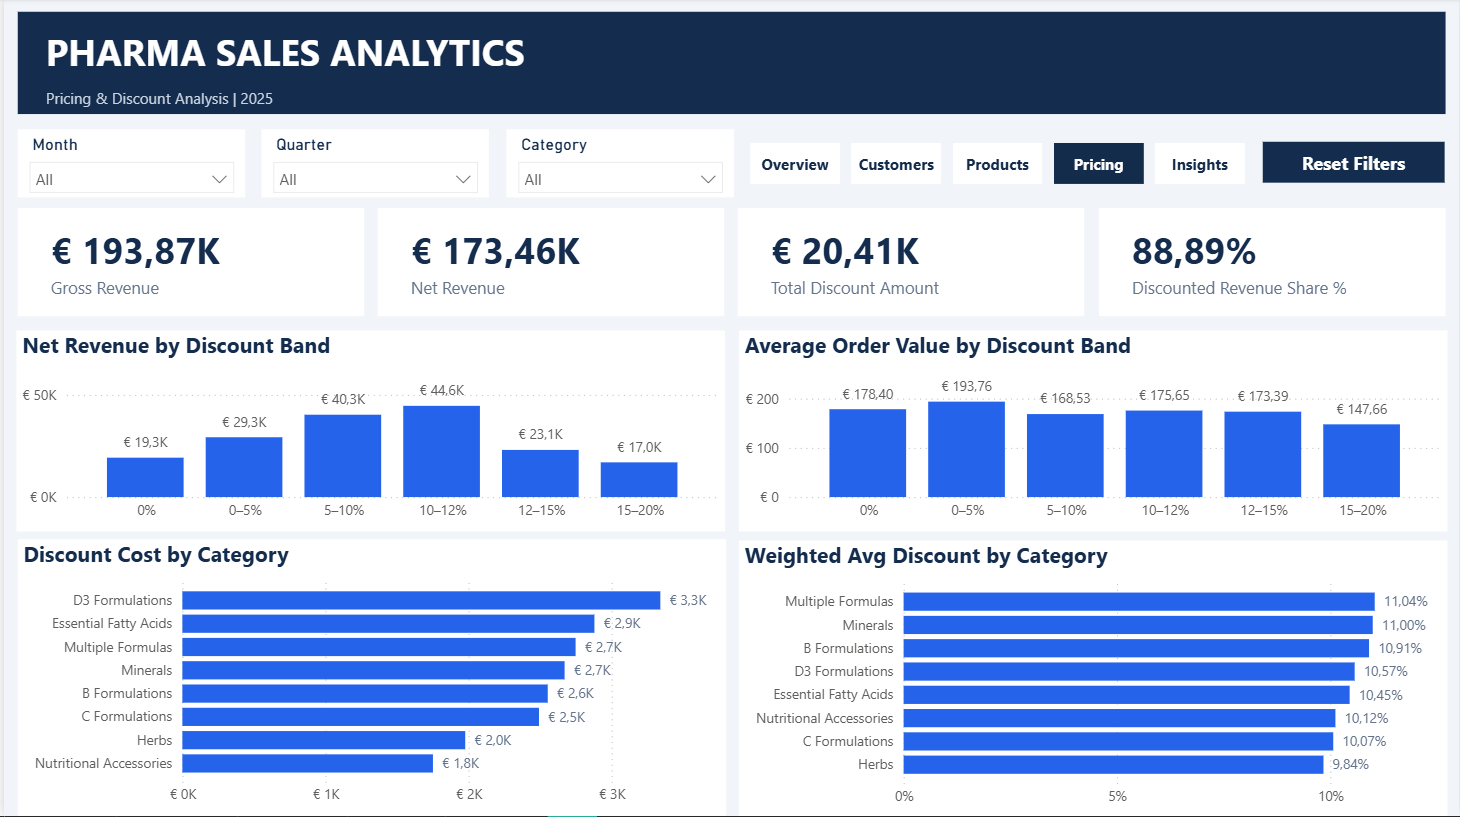 PHARMA SALES ANALYTICS
Pricing & Discount Analysis | 2025
Month
All
Quarter
All
Category
All
Overview
Customers
Products
Pricing
Insights
Reset Filters
€ 193,87K
Gross Revenue
€ 173,46K
Net Revenue
€ 20,41K
Total Discount Amount
88,89%
Discounted Revenue Share %
Net Revenue by Discount Band
€ 50K
€ 0K
€ 19,3K
€ 29,3K
€ 40,3K
€ 44,6K
€ 23,1K
€ 17,0K
0%
0–5%
5–10%
10–12%
12–15%
15–20%
Average Order Value by Discount Band
€ 200
€ 100
€ 0
€ 178,40
€ 193,76
€ 168,53
€ 175,65
€ 173,39
€ 147,66
0%
0–5%
5–10%
10–12%
12–15%
15–20%
Discount Cost by Category
D3 Formulations € 3,3K
Essential Fatty Acids € 2,9K
Multiple Formulas € 2,7K
Minerals € 2,7K
B Formulations € 2,6K
C Formulations € 2,5K
Herbs € 2,0K
Nutritional Accessories € 1,8K
€ 0K
€ 1K
€ 2K
€ 3K
Weighted Avg Discount by Category
Multiple Formulas 11,04%
Minerals 11,00%
B Formulations 10,91%
D3 Formulations 10,57%
Essential Fatty Acids 10,45%
Nutritional Accessories 10,12%
C Formulations 10,07%
Herbs 9,84%
0%
5%
10%